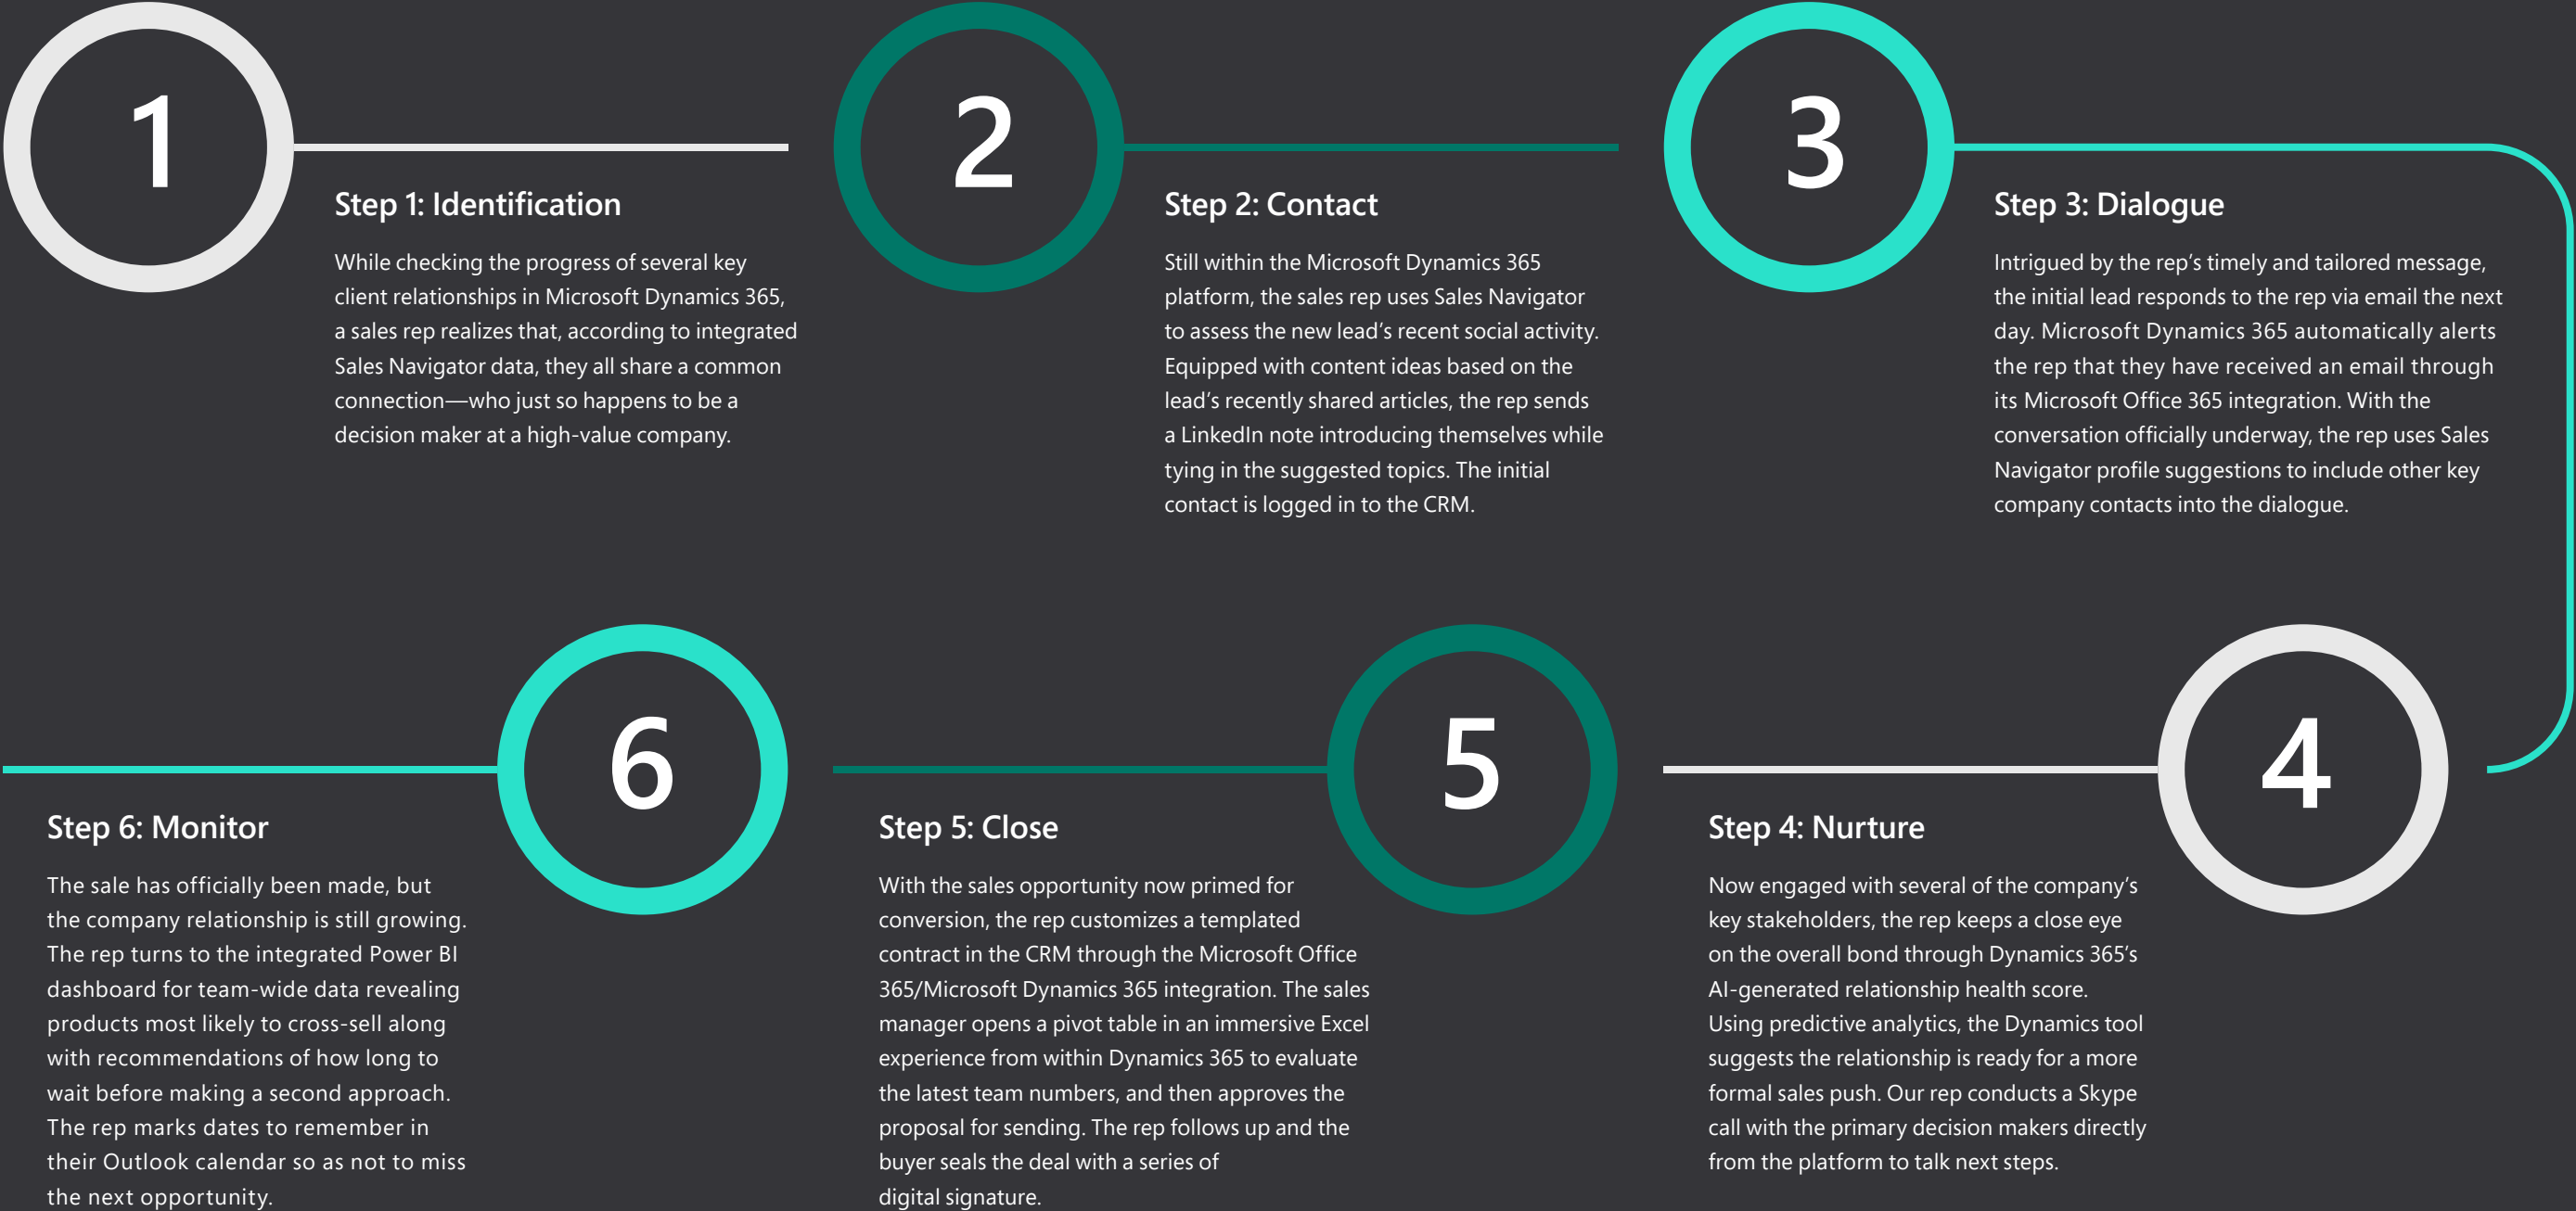 1
Step 1: Identification
While checking the progress of several key
client relationships in Microsoft Dynamics 365,
a sales rep realizes that, according to integrated
Sales Navigator data, they all share a common
connection—who just so happens to be a
decision maker at a high-value company.
2
Step 2: Contact
Still within the Microsoft Dynamics 365
platform, the sales rep uses Sales Navigator
to assess the new lead’s recent social activity.
Equipped with content ideas based on the
lead’s recently shared articles, the rep sends
a LinkedIn note introducing themselves while
tying in the suggested topics. The initial
contact is logged in to the CRM.
3
Step 3: Dialogue
Intrigued by the rep’s timely and tailored message,
the initial lead responds to the rep via email the next
day. Microsoft Dynamics 365 automatically alerts
the rep that they have received an email through
its Microsoft Office 365 integration. With the
conversation officially underway, the rep uses Sales
Navigator profile suggestions to include other key
company contacts into the dialogue.
4
Step 4: Nurture
Now engaged with several of the company’s
key stakeholders, the rep keeps a close eye
on the overall bond through Dynamics 365’s
AI-generated relationship health score.
Using predictive analytics, the Dynamics tool
suggests the relationship is ready for a more
formal sales push. Our rep conducts a Skype
call with the primary decision makers directly
from the platform to talk next steps.
5
Step 5: Close
With the sales opportunity now primed for
conversion, the rep customizes a templated
contract in the CRM through the Microsoft Office
365/Microsoft Dynamics 365 integration. The sales
manager opens a pivot table in an immersive Excel
experience from within Dynamics 365 to evaluate
the latest team numbers, and then approves the
proposal for sending. The rep follows up and the
buyer seals the deal with a series of
digital signature.
6
Step 6: Monitor
The sale has officially been made, but
the company relationship is still growing.
The rep turns to the integrated Power BI
dashboard for team-wide data revealing
products most likely to cross-sell along
with recommendations of how long to
wait before making a second approach.
The rep marks dates to remember in
their Outlook calendar so as not to miss
the next opportunity.